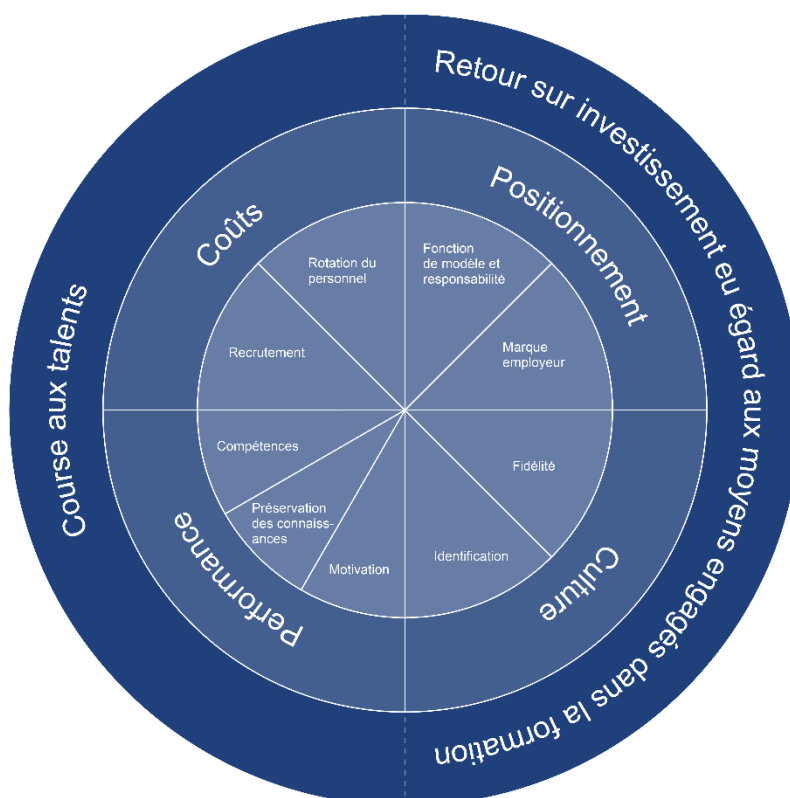 Retour sur investissement eu égard aux moyens engagés dans la formation
Course aux talents
Coûts
Positionnement
Performance
Culture
Rotation du
personnel
Fonction
de modèle et
responsabilité
Recrutement
Marque
employeur
Compétences
Fidélité
Préservation
des connaiss-
ances
Motivation
Identification